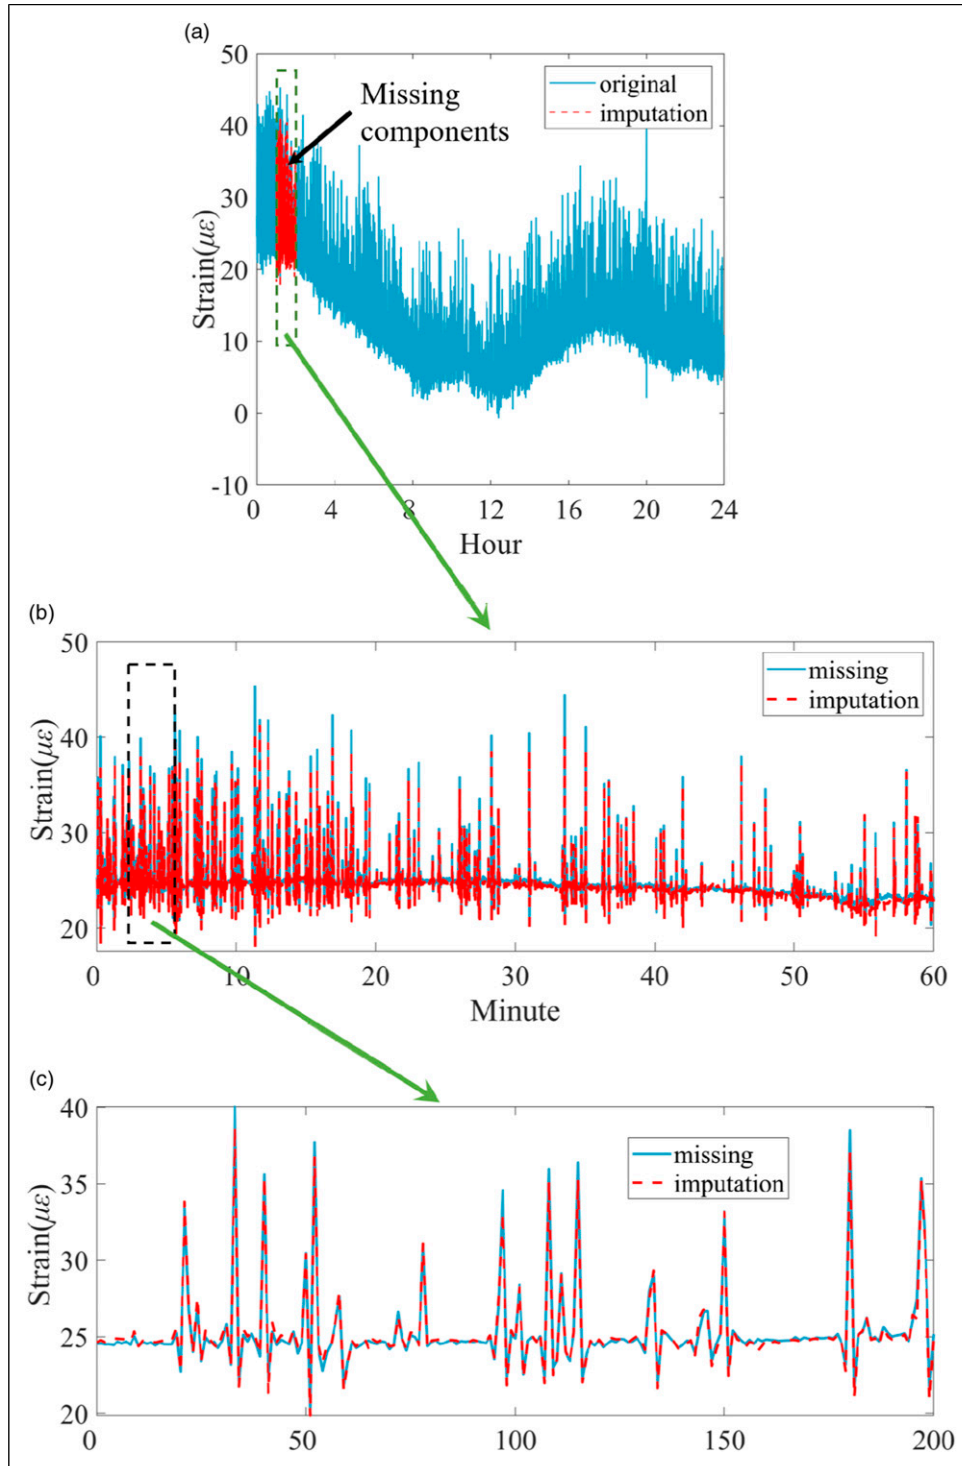 (a)
50
40
30
20
10
0
-10
Strain(με)
Missing
components
original
imputation
0 4 8 12 16 20 24
Hour
(b)
50
40
30
20
Strain(με)
missing
imputation
0 10 20 30 40 50 60
Minute
(c)
40
35
30
25
20
Strain(με)
missing
imputation
0 50 100 150 200